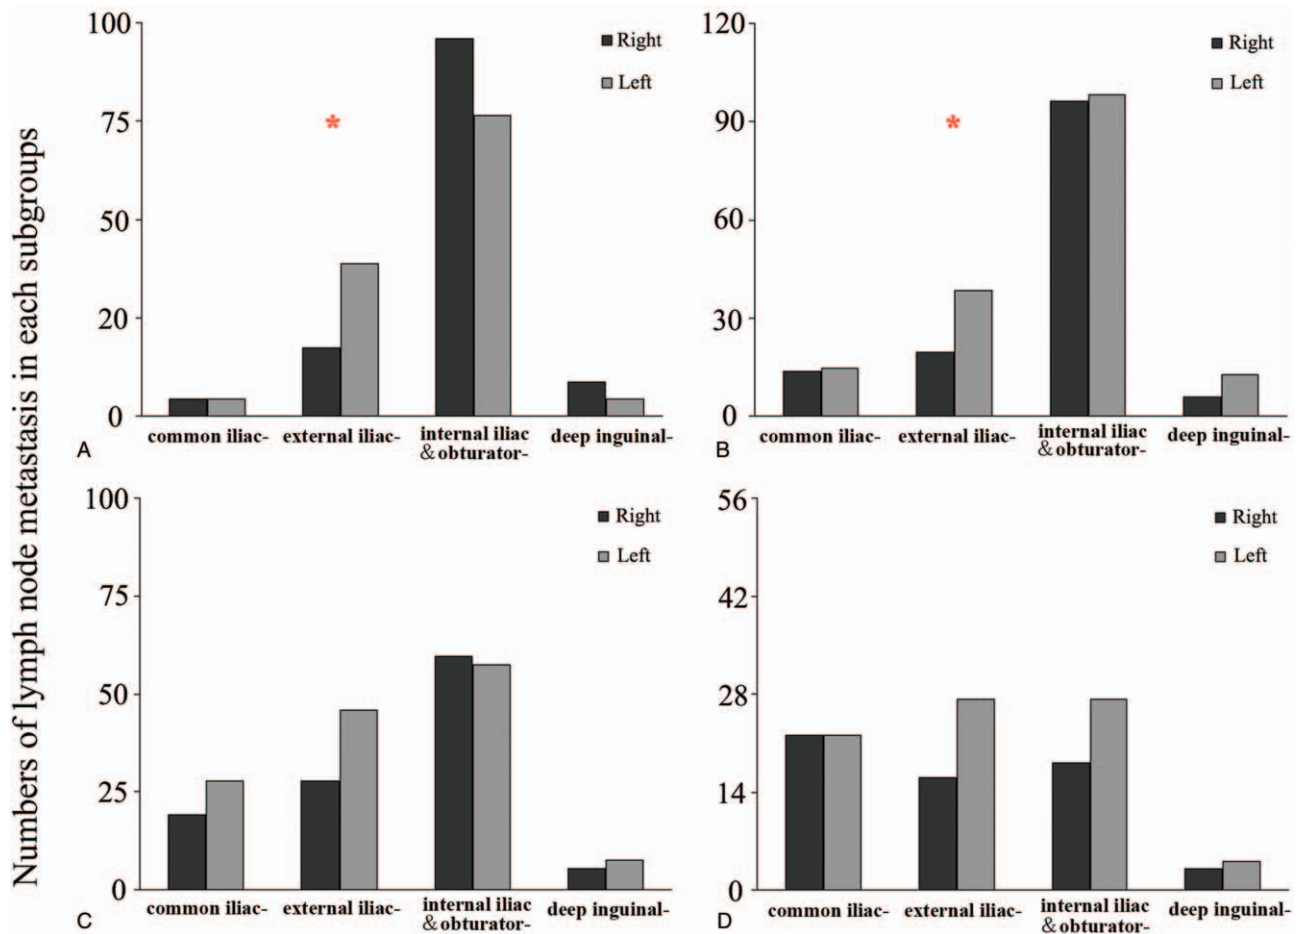 Numbers of lymph node metastasis in each subgroups
100
75
50
20
0
Right
Left
*
common iliac-
external iliac-
internal iliac
&obturator-
deep inguinal-
A
120
90
60
30
0
Right
Left
*
common iliac-
external iliac-
internal iliac
&obturator-
deep inguinal-
B
100
75
50
25
0
Right
Left
common iliac-
external iliac-
internal iliac
&obturator-
deep inguinal-
C
56
42
28
14
0
Right
Left
common iliac-
external iliac-
internal iliac
&obturator-
deep inguinal-
D